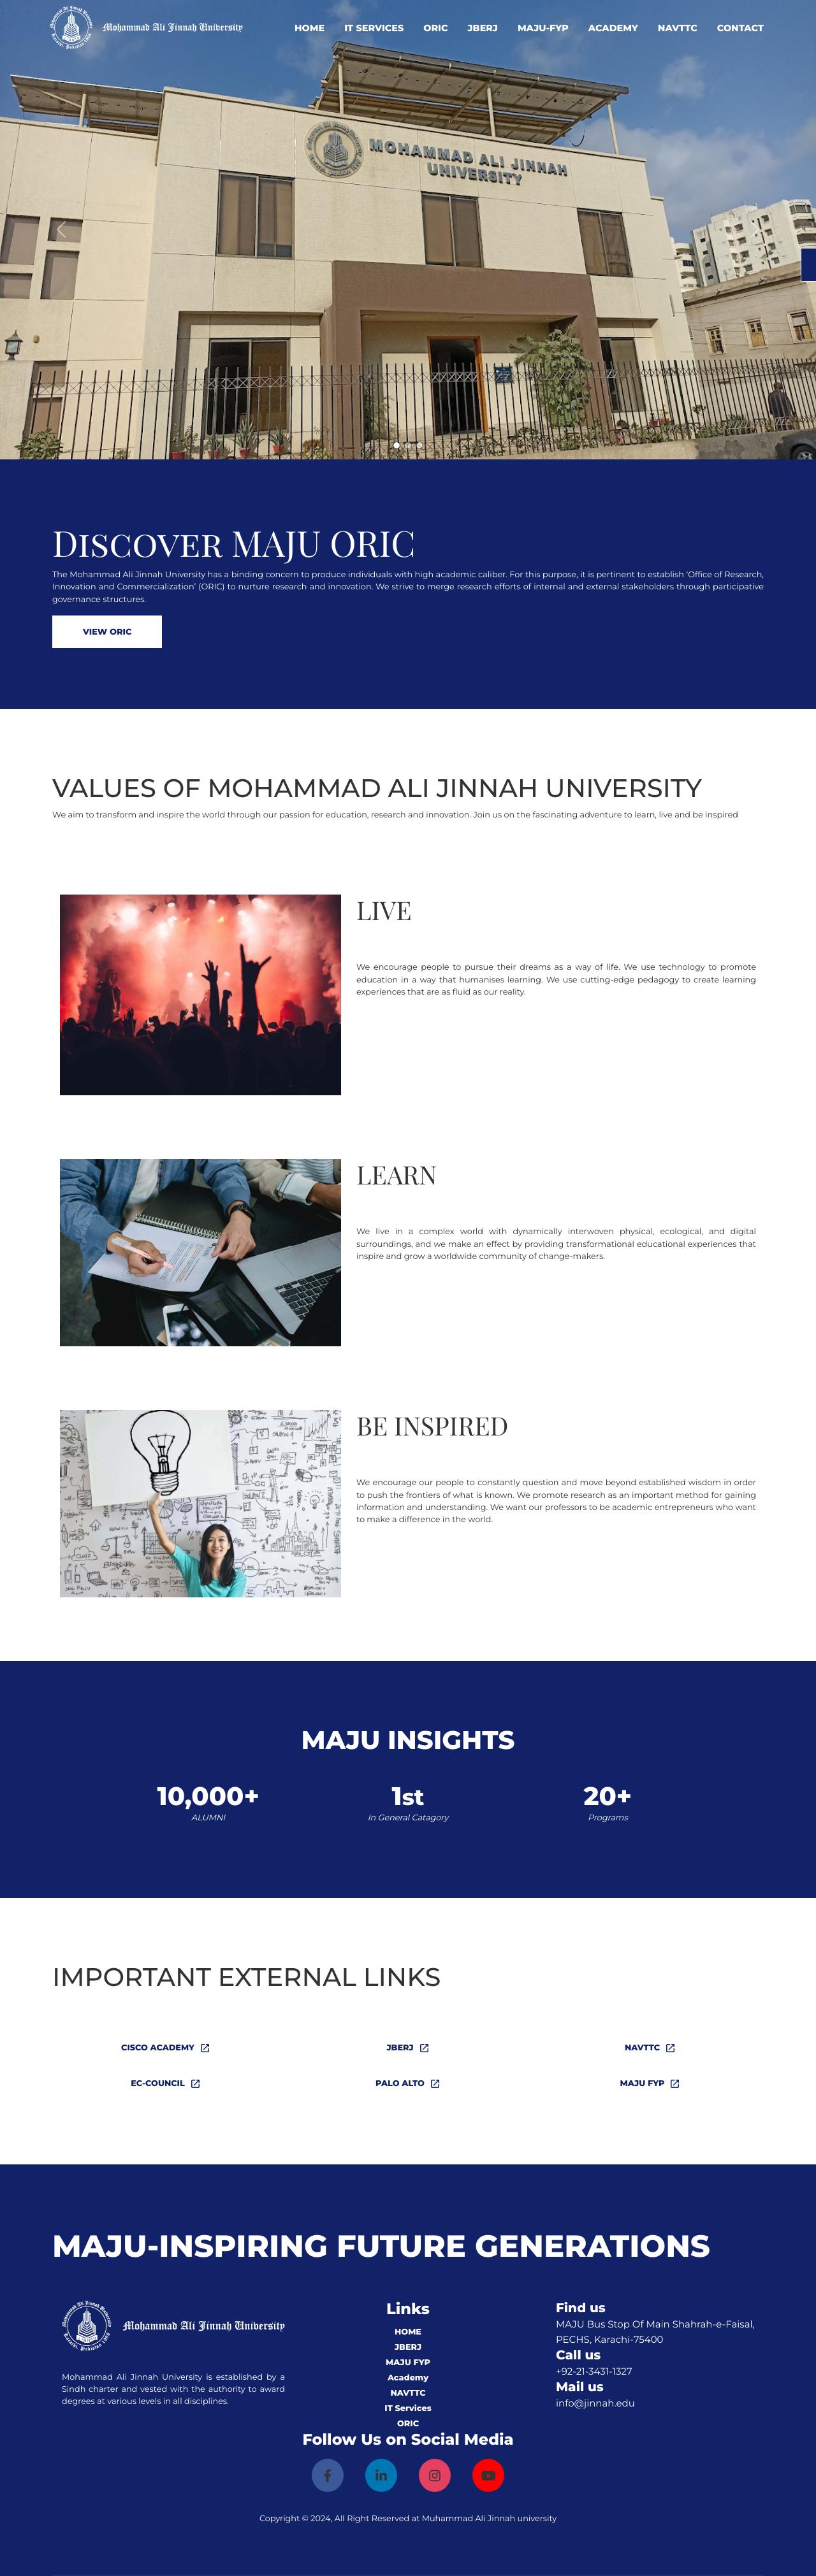 Mohammad Ali Jinnah University
HOME IT SERVICES ORIC JBERJ MAJU-FYP ACADEMY NAVTTC CONTACT
MOHAMMAD ALI JINNAH
UNIVERSITY
DISCOVER MAJU ORIC
The Mohammad Ali Jinnah University has a binding concern to produce individuals with high academic caliber. For this purpose, it is pertinent to establish ‘Office of Research,
Innovation and Commercialization’ (ORIC) to nurture research and innovation. We strive to merge research efforts of internal and external stakeholders through participative
governance structures.
VIEW ORIC
VALUES OF MOHAMMAD ALI JINNAH UNIVERSITY
We aim to transform and inspire the world through our passion for education, research and innovation. Join us on the fascinating adventure to learn, live and be inspired
LIVE
We encourage people to pursue their dreams as a way of life. We use technology to promote
education in a way that humanises learning. We use cutting-edge pedagogy to create learning
experiences that are as fluid as our reality.
LEARN
We live in a complex world with dynamically interwoven physical, ecological, and digital
surroundings, and we make an effect by providing transformational educational experiences that
inspire and grow a worldwide community of change-makers.
BE INSPIRED
We encourage our people to constantly question and move beyond established wisdom in order
to push the frontiers of what is known. We promote research as an important method for gaining
information and understanding. We want our professors to be academic entrepreneurs who want
to make a difference in the world.
MAJU INSIGHTS
10,000+ 1st 20+
ALUMNI In General Catagory Programs
IMPORTANT EXTERNAL LINKS
CISCO ACADEMY JBERJ NAVTTC
EC-COUNCIL PALO ALTO MAJU FYP
MAJU-INSPIRING FUTURE GENERATIONS
Mohammad Ali Jinnah University
Mohammad Ali Jinnah University is established by a
Sindh charter and vested with the authority to award
degrees at various levels in all disciplines.
Links
HOME
JBERJ
MAJU FYP
Academy
NAVTTC
IT Services
ORIC
Find us
MAJU Bus Stop Of Main Shahrah-e-Faisal,
PECHS, Karachi-75400
Call us
+92-21-3431-1327
Mail us
info@jinnah.edu
Follow Us on Social Media
Copyright © 2024, All Right Reserved at Muhammad Ali Jinnah university